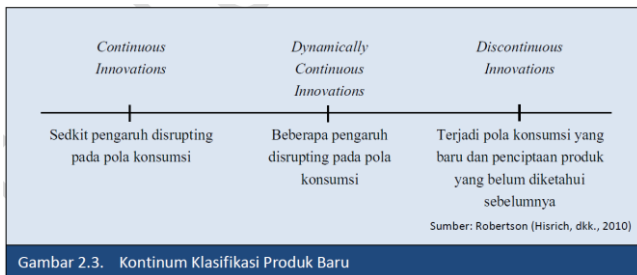 Continuous
Innovations
Dynamically
Continuous
Innovations
Discontinuous
Innovations
Sedkit pengaruh disrupting
pada pola konsumsi
Beberapa pengaruh
disrupting pada pola
konsumsi
Terjadi pola konsumsi yang
baru dan penciptaan produk
yang belum diketahui
sebelumnya
Sumber: Robertson (Hisrich, dkk., 2010)
Gambar 2.3. Kontinum Klasifikasi Produk Baru